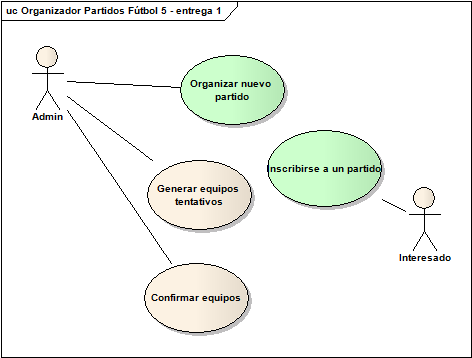 uc Organizador Partidos Fútbol 5 - entrega 1
Organizar nuevo
partido
Admin
Inscribirse a un partido
Generar equipos
tentativos
Interesado
Confirmar equipos